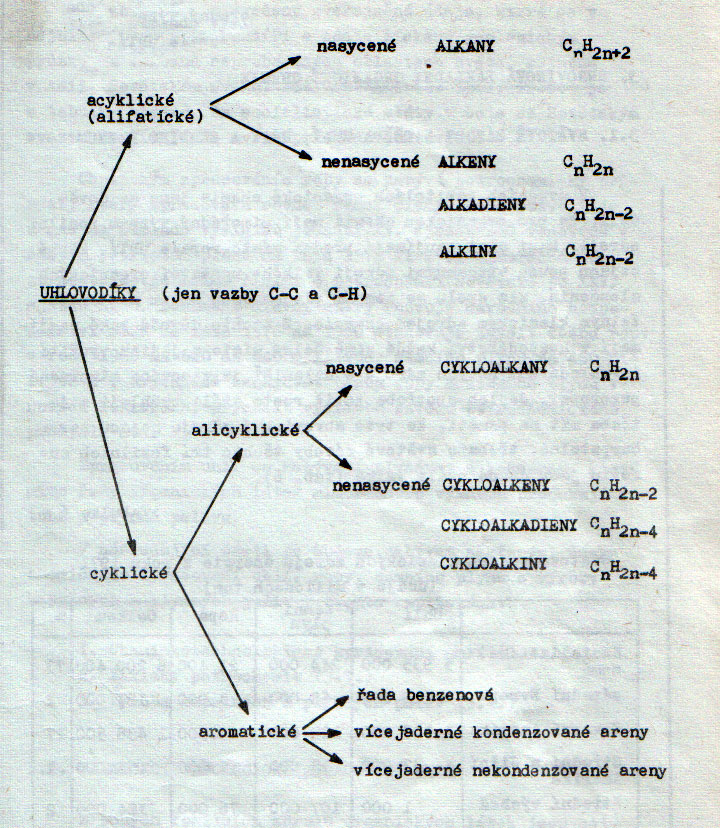 nasycené ALKANY CnH2n+2
acyklické
(alifatické)
nenasycené ALKENY CnH2n
ALKADIENY CnH2n-2
ALKINY CnH2n-2
UHLOVODÍKY (jen vazby C-C a C-H)
nasycené CYKLOALKANY CnH2n
alicyklické
nenasycené CYKLOALKENY CnH2n-2
CYKLOALKADIENY CnH2n-4
CYKLOALKINY CnH2n-4
cyklické
řada benzenová
aromatické vícejaderné kondenzované areny
vícejaderné nekondenzované areny